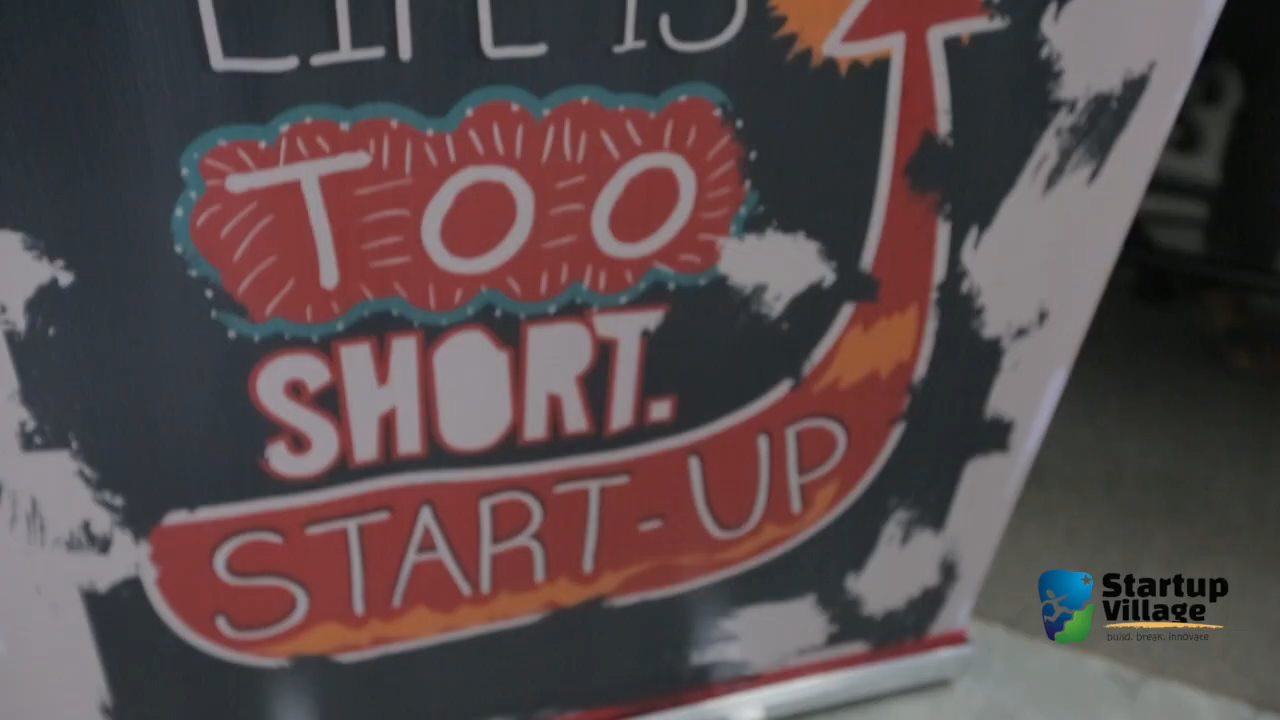 LIFE IS
TOO
SHORT.
START-UP
Startup
Village
build. break. innovate